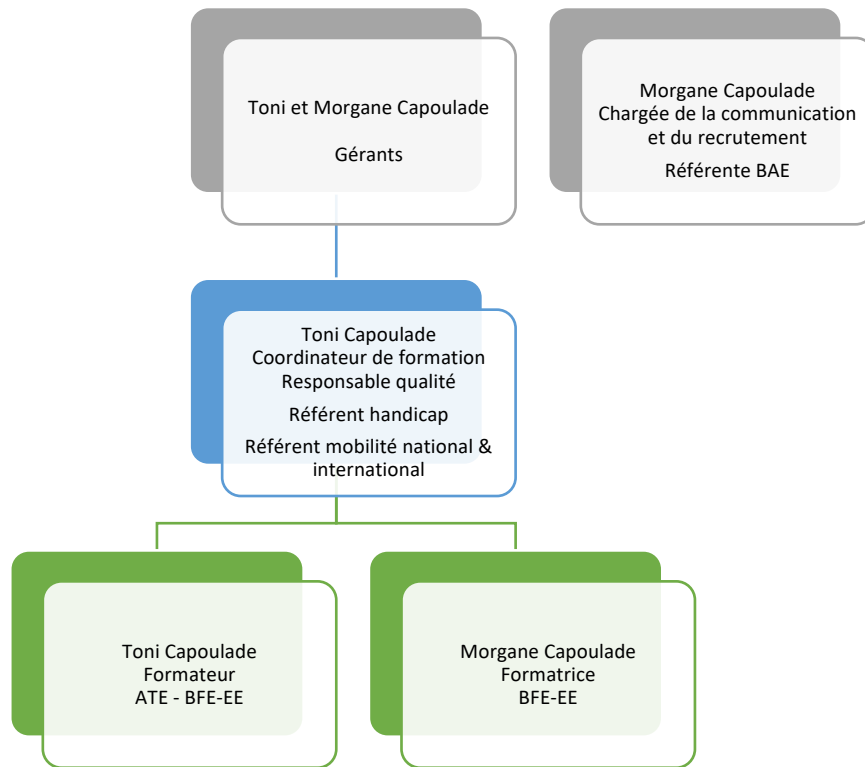 Toni et Morgane Capoulade
Gérants
Morgane Capoulade
Chargée de la communication
et du recrutement
Référente BAE
Toni Capoulade
Coordinateur de formation
Responsable qualité
Référent handicap
Référent mobilité national &
international
Toni Capoulade
Formateur
ATE - BFE-EE
Morgane Capoulade
Formatrice
BFE-EE